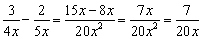 3/4x − 2/5x = (15x − 8x)/20x² = 7x/20x² = 7/20x